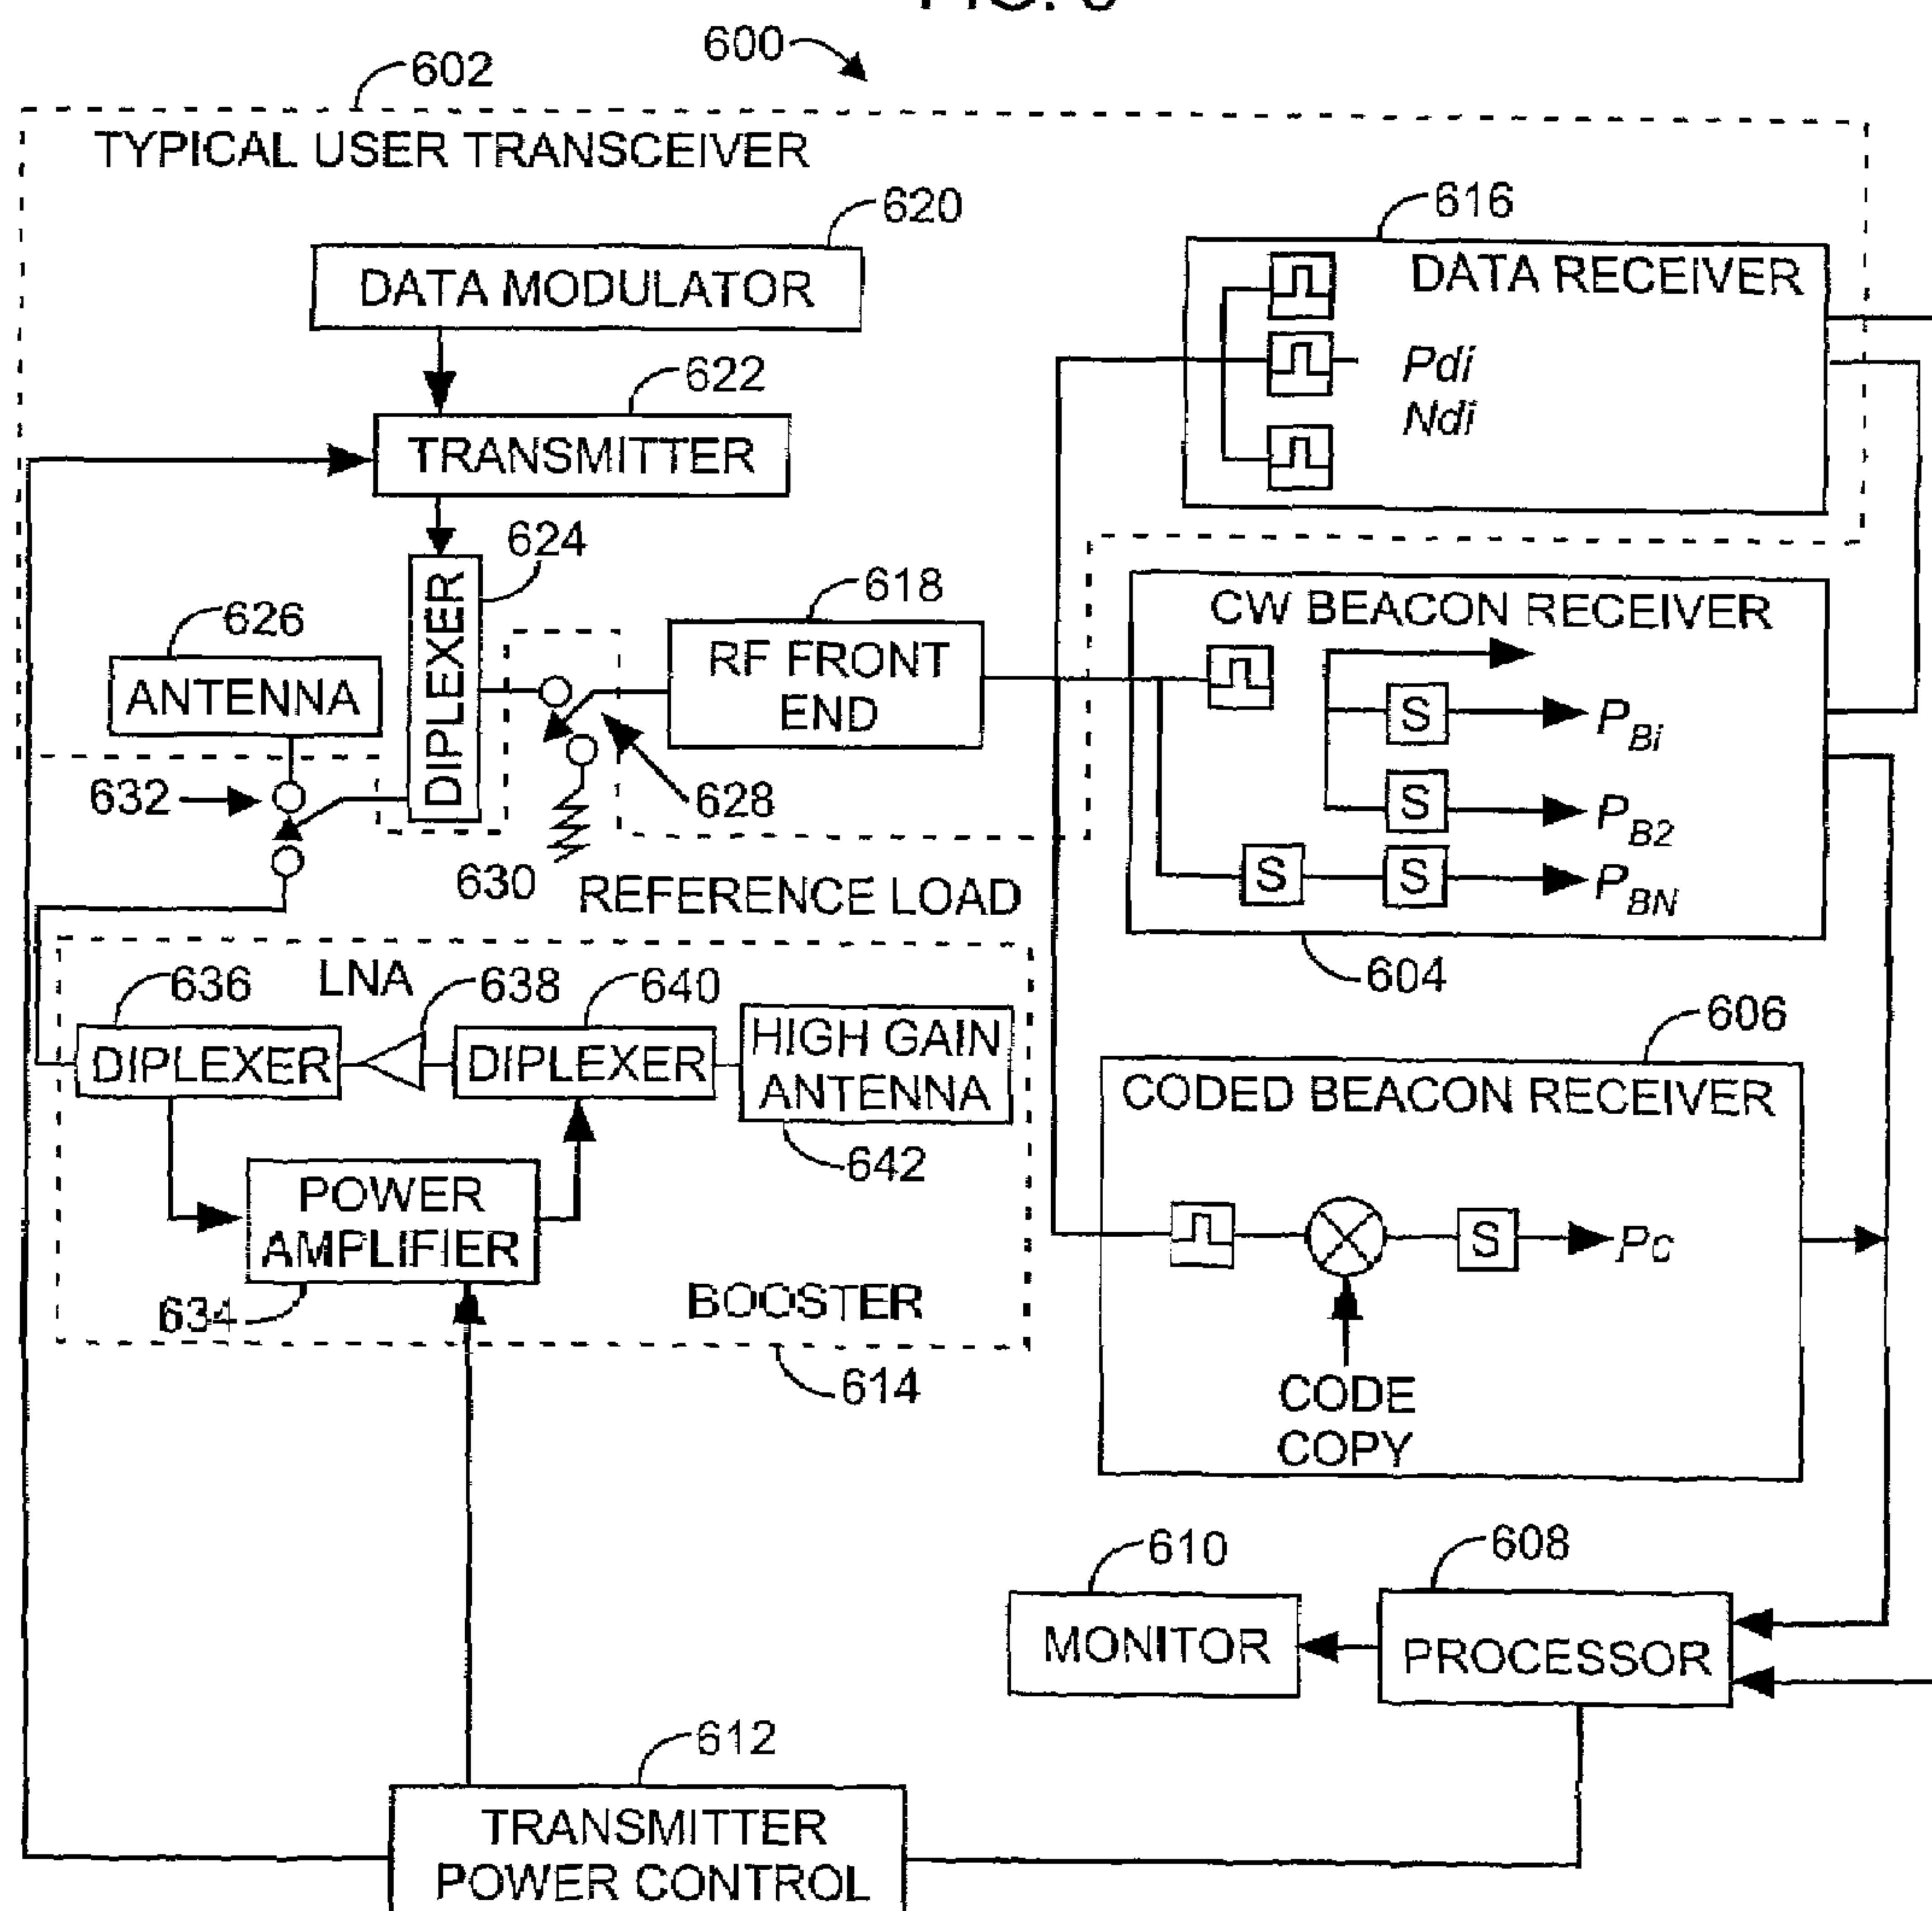 600
602
TYPICAL USER TRANSCEIVER
620
DATA MODULATOR
622
TRANSMITTER
624
DIPLEXER
626
ANTENNA
632
618
RF FRONT
END
628
630
REFERENCE LOAD
616
DATA RECEIVER
Pdi
Ndi
CW BEACON RECEIVER
S
PBi
S
PB2
S
S
PBN
604
636
LNA
638
640
DIPLEXER
DIPLEXER
HIGH GAIN
ANTENNA
642
POWER
AMPLIFIER
634
BOOSTER
614
606
CODED BEACON RECEIVER
S
PC
CODE
COPY
610
MONITOR
608
PROCESSOR
612
TRANSMITTER
POWER CONTROL